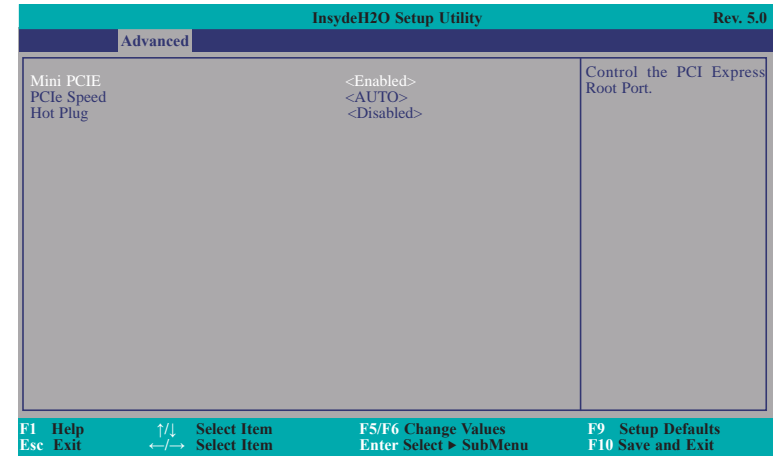 InsydeH2O Setup Utility Rev. 5.0
Advanced
Mini PCIE <Enabled>
PCIe Speed <AUTO>
Hot Plug <Disabled>
Control the PCI Express
Root Port.
F1 Help ↑/↓ Select Item F5/F6 Change Values F9 Setup Defaults
Esc Exit ←/→ Select Item Enter Select ► SubMenu F10 Save and Exit